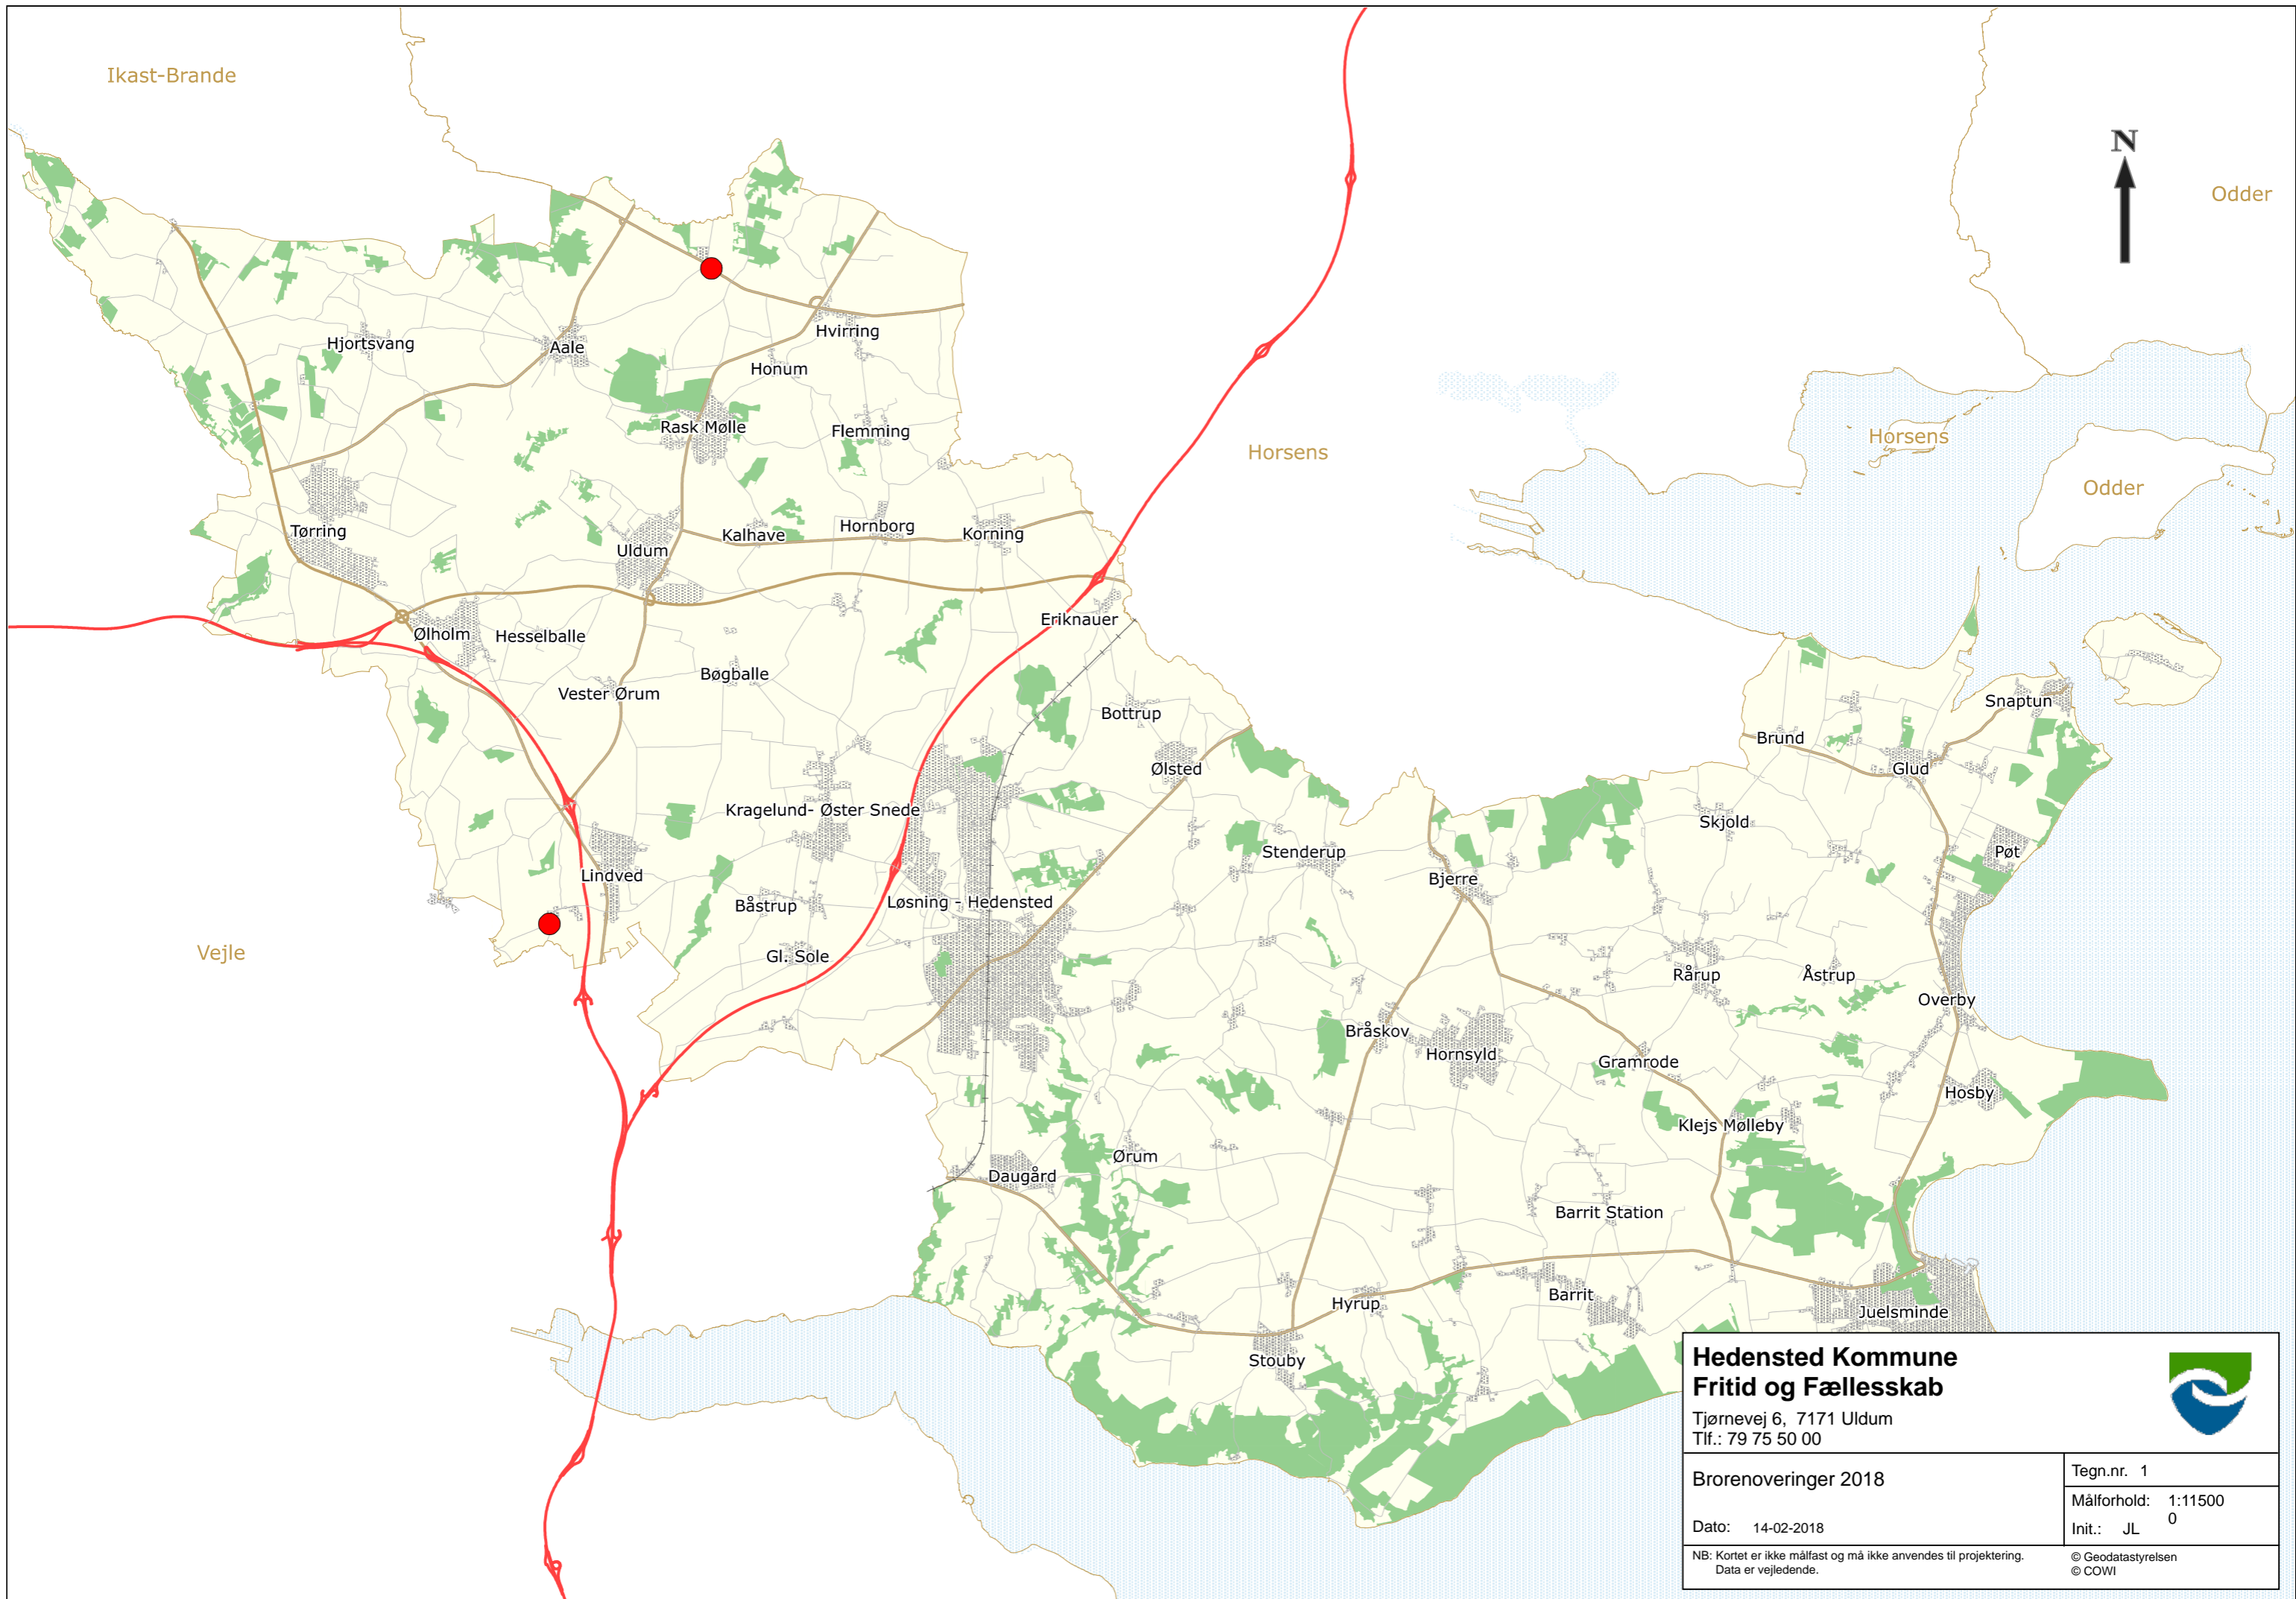 Ikast-Brande
N
Odder
Hvirring
Hjortsvang
Aale
Honum
Rask Mølle
Flemming
Horsens
Horsens
Odder
Tørring
Uldum
Kalhave
Hornborg
Korning
Eriknauer
Ølholm
Hesselballe
Bøgballe
Vester Ørum
Snaptun
Bottrup
Brund
Ølsted
Glud
Kragelund- Øster Snede
Skjold
Stenderup
Pøt
Lindved
Bjerre
Båstrup
Løsning - Hedensted
Vejle
Gl. Sole
Rårup
Åstrup
Overby
Bråskov
Hornsyld
Gramrode
Hosby
Klejs Mølleby
Ørum
Daugård
Barrit Station
Barrit
Hyrup
Juelsminde
Stouby
Hedensted Kommune
Fritid og Fællesskab
Tjørnevej 6, 7171 Uldum
Tlf.: 79 75 50 00
Brorenoveringer 2018
Dato: 14-02-2018
Tegn.nr. 1
Målforhold: 1:11500
0
Init.: JL
NB: Kortet er ikke målfast og må ikke anvendes til projektering.
Data er vejledende.
© Geodatastyrelsen
© COWI